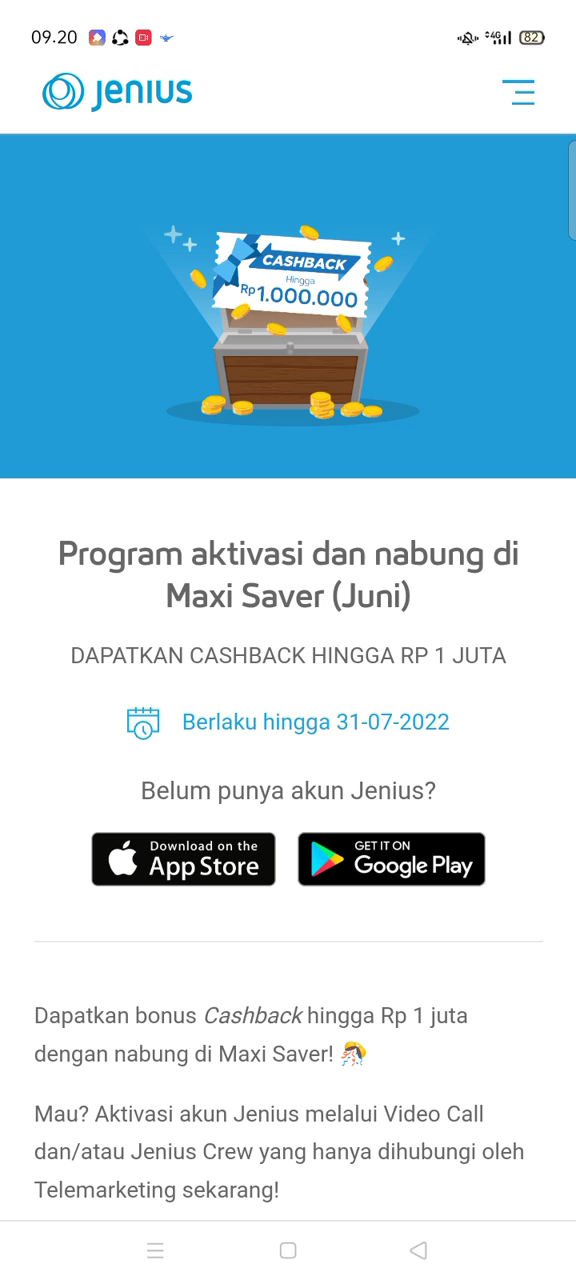 09.20
4G
82
Jenius
CASHBACK
Hingga
Rp1.000.000
Program aktivasi dan nabung di
Maxi Saver (Juni)
DAPATKAN CASHBACK HINGGA RP 1 JUTA
Berlaku hingga 31-07-2022
Belum punya akun Jenius?
Download on the
App Store
GET IT ON
Google Play
Dapatkan bonus Cashback hingga Rp 1 juta
dengan nabung di Maxi Saver!
Mau? Aktivasi akun Jenius melalui Video Call
dan/atau Jenius Crew yang hanya dihubungi oleh
Telemarketing sekarang!